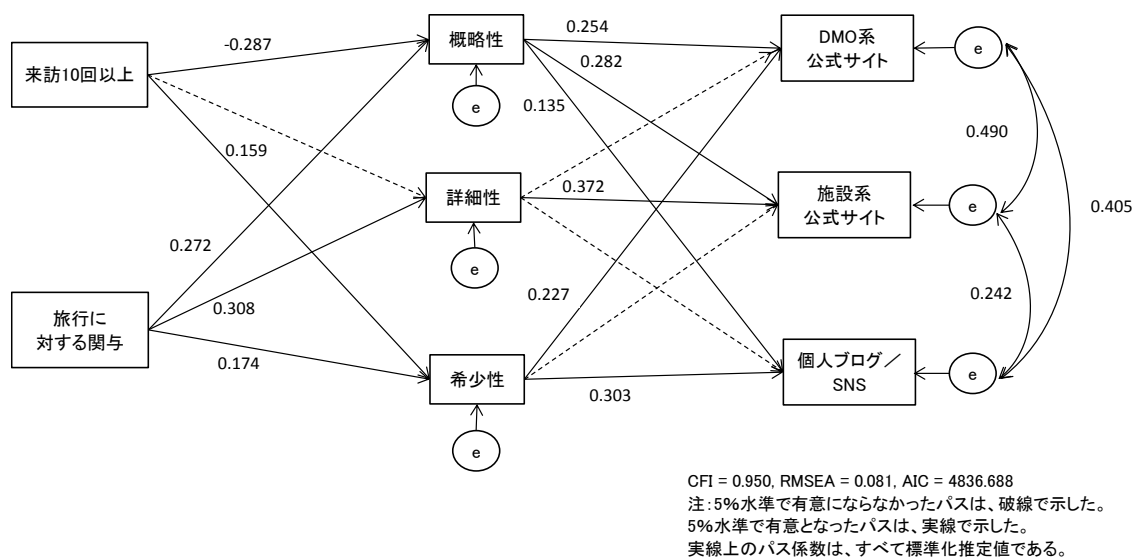 来訪10回以上
旅行に
対する関与
-0.287
0.159
0.272
0.308
0.174
概略性
e
詳細性
e
希少性
e
0.254
0.282
0.135
0.372
0.227
0.303
DMO系
公式サイト
e
施設系
公式サイト
e
個人ブログ／
SNS
e
0.490
0.405
0.242
CFI = 0.950, RMSEA = 0.081, AIC = 4836.688
注：5%水準で有意にならなかったパスは、破線で示した。
5%水準で有意となったパスは、実線で示した。
実線上のパス係数は、すべて標準化推定値である。